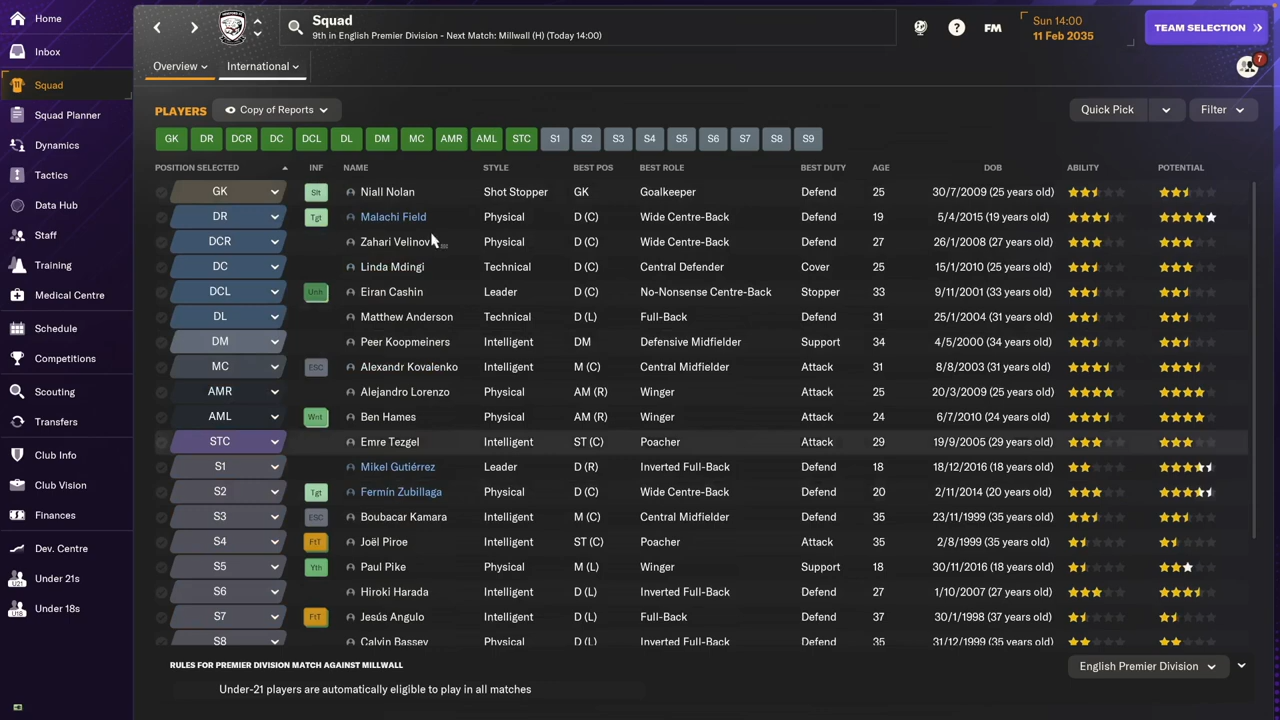 Home
Inbox
Squad
Squad Planner
Dynamics
Tactics
Data Hub
Staff
Training
Medical Centre
Schedule
Competitions
Scouting
Transfers
Club Info
Club Vision
Finances
Dev. Centre
Under 21s
Under 18s
Squad
9th in English Premier Division - Next Match: Millwall (H) (Today 14:00)
FM
Sun 14:00
11 Feb 2035
TEAM SELECTION
7
Overview International
PLAYERS Copy of Reports Quick Pick Filter
GK DR DCR DC DCL DL DM MC AMR AML STC S1 S2 S3 S4 S5 S6 S7 S8 S9
POSITION SELECTED INF NAME STYLE BEST POS BEST ROLE BEST DUTY AGE DOB ABILITY POTENTIAL
GK Slt Niall Nolan Shot Stopper GK Goalkeeper Defend 25 30/7/2009 (25 years old)
DR Tgt Malachi Field Physical D (C) Wide Centre-Back Defend 19 5/4/2015 (19 years old)
DCR Zahari Velinov Physical D (C) Wide Centre-Back Defend 27 26/1/2008 (27 years old)
DC Linda Mdingi Technical D (C) Central Defender Cover 25 15/1/2010 (25 years old)
DCL Unh Eiran Cashin Leader D (C) No-Nonsense Centre-Back Stopper 33 9/11/2001 (33 years old)
DL Matthew Anderson Technical D (L) Full-Back Defend 31 25/1/2004 (31 years old)
DM Peer Koopmeiners Intelligent DM Defensive Midfielder Support 34 4/5/2000 (34 years old)
MC ESC Alexandr Kovalenko Intelligent M (C) Central Midfielder Attack 31 8/8/2003 (31 years old)
AMR Alejandro Lorenzo Physical AM (R) Winger Attack 25 20/3/2009 (25 years old)
AML Wnt Ben Hames Physical AM (R) Winger Attack 24 6/7/2010 (24 years old)
STC Emre Tezgel Intelligent ST (C) Poacher Attack 29 19/9/2005 (29 years old)
S1 Mikel Gutiérrez Leader D (R) Inverted Full-Back Defend 18 18/12/2016 (18 years old)
S2 Tgt Fermín Zubillaga Physical D (C) Wide Centre-Back Defend 20 2/11/2014 (20 years old)
S3 ESC Boubacar Kamara Intelligent M (C) Central Midfielder Defend 35 23/11/1999 (35 years old)
S4 FtT Joël Piroe Intelligent ST (C) Poacher Attack 35 2/8/1999 (35 years old)
S5 Yth Paul Pike Physical M (L) Winger Support 18 30/11/2016 (18 years old)
S6 Hiroki Harada Intelligent D (L) Inverted Full-Back Defend 27 1/10/2007 (27 years old)
S7 FtT Jesús Angulo Intelligent D (L) Full-Back Defend 37 30/1/1998 (37 years old)
S8 Calvin Bassey Physical D (L) Inverted Full-Back Defend 35 31/12/1999 (35 years old)
RULES FOR PREMIER DIVISION MATCH AGAINST MILLWALL
English Premier Division
Under-21 players are automatically eligible to play in all matches